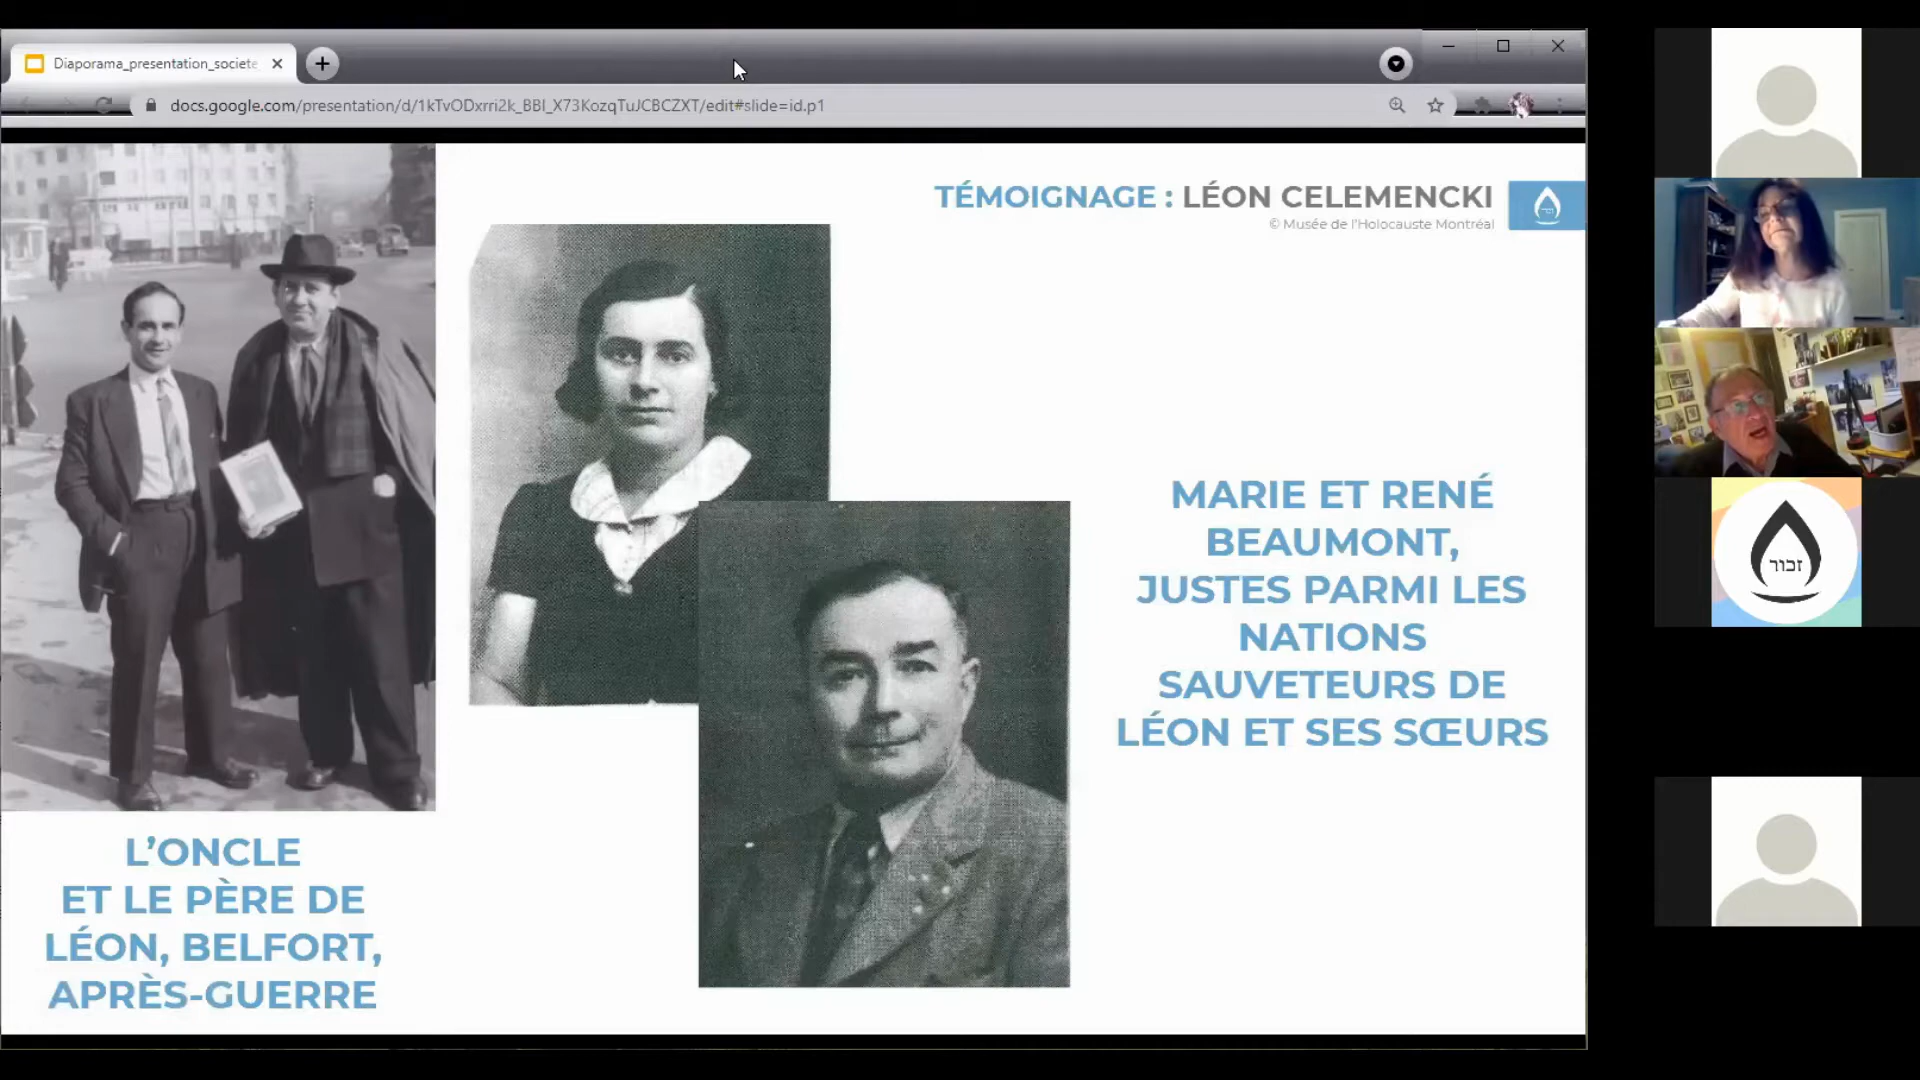 Diaporama_presentation_societe
docs.google.com/presentation/d/1kTvODxrri2k_BBI_X73KozqTuJCBCZXT/edit#slide=id.p1
TÉMOIGNAGE : LÉON CELEMENCKI
© Musée de l'Holocauste Montréal
MARIE ET RENÉ
BEAUMONT,
JUSTES PARMI LES
NATIONS
SAUVETEURS DE
LÉON ET SES SŒURS
L'ONCLE
ET LE PÈRE DE
LÉON, BELFORT,
APRÈS-GUERRE
זכור